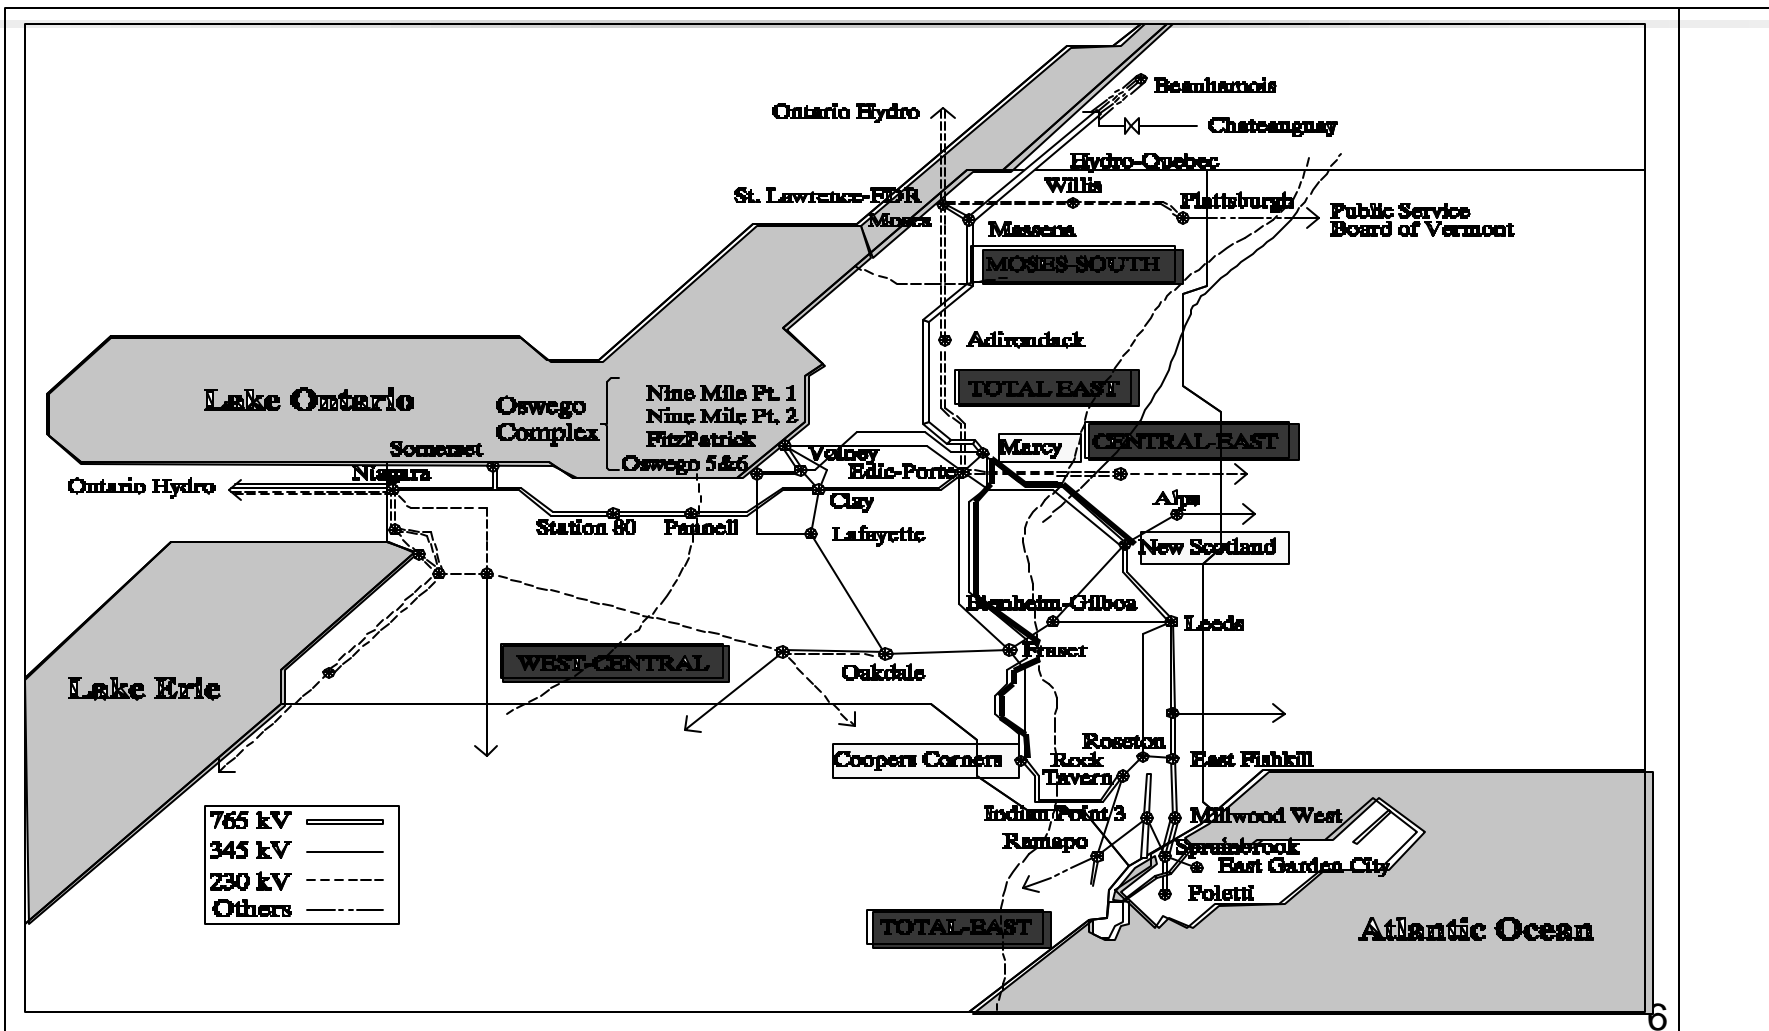 Beauharnois
Ontario Hydro
Chateauguay
Hydro-Quebec
Willis
St. Lawrence-FDR
Plattsburgh
Moses
Public Service
Board of Vermont
Massena
MOSES-SOUTH
Adirondack
TOTAL EAST
Lake Ontario
Oswego
Complex
Nine Mile Pt. 1
Nine Mile Pt. 2
FitzPatrick
Oswego 5&6
Somerset
Niagara
Ontario Hydro
Volney
Edic-Porter
Marcy
CENTRAL-EAST
Clay
Alps
Station 80
Pannell
Lafayette
New Scotland
Blenheim-Gilboa
Leeds
WEST-CENTRAL
Fraser
Oakdale
Lake Erie
Coopers Corners
Roseton
Rock
Tavern
East Fishkill
Indian Point 3
Millwood West
Ramapo
Sprainbrook
East Garden City
Poletti
765 kV
345 kV
230 kV
Others
TOTAL-EAST
Atlantic Ocean
6